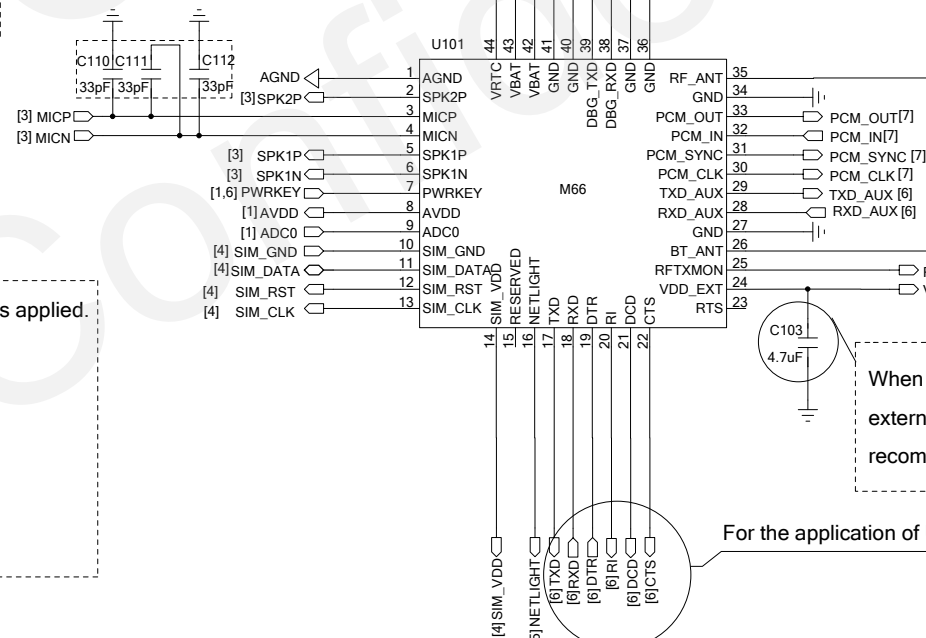 Confide
U101
44 43 42 41 40 39 38 37 36
VRTC VBAT VBAT GND GND DBG_TXD DBG_RXD GND GND
C110 C111 C112
33pF 33pF 33pF
AGND 1 AGND
[3] SPK2P 2 SPK2P
[3] MICP 3 MICP
[3] MICN 4 MICN
[3] SPK1P 5 SPK1P
[3] SPK1N 6 SPK1N
[1,6] PWRKEY 7 PWRKEY
[1] AVDD 8 AVDD
[1] ADC0 9 ADC0
[4] SIM_GND 10 SIM_GND
[4] SIM_DATA 11 SIM_DATA
[4] SIM_RST 12 SIM_RST
[4] SIM_CLK 13 SIM_CLK
M66
RF_ANT 35
GND 34
PCM_OUT 33 PCM_OUT[7]
PCM_IN 32 PCM_IN[7]
PCM_SYNC 31 PCM_SYNC [7]
PCM_CLK 30 PCM_CLK [7]
TXD_AUX 29 TXD_AUX [6]
RXD_AUX 28 RXD_AUX [6]
GND 27
BT_ANT 26
RFTXMON 25
VDD_EXT 24
RTS 23
SIM_VDD RESERVED NETLIGHT TXD RXD DTR RI DCD CTS
14 15 16 17 18 19 20 21 22
s applied.
C103
4.7uF
When
extern
recom
For the application of
[4] SIM_VDD
NETLIGHT
[6] TXD
[6] RXD
[6] DTR
[6] RI
[6] DCD
[6] CTS